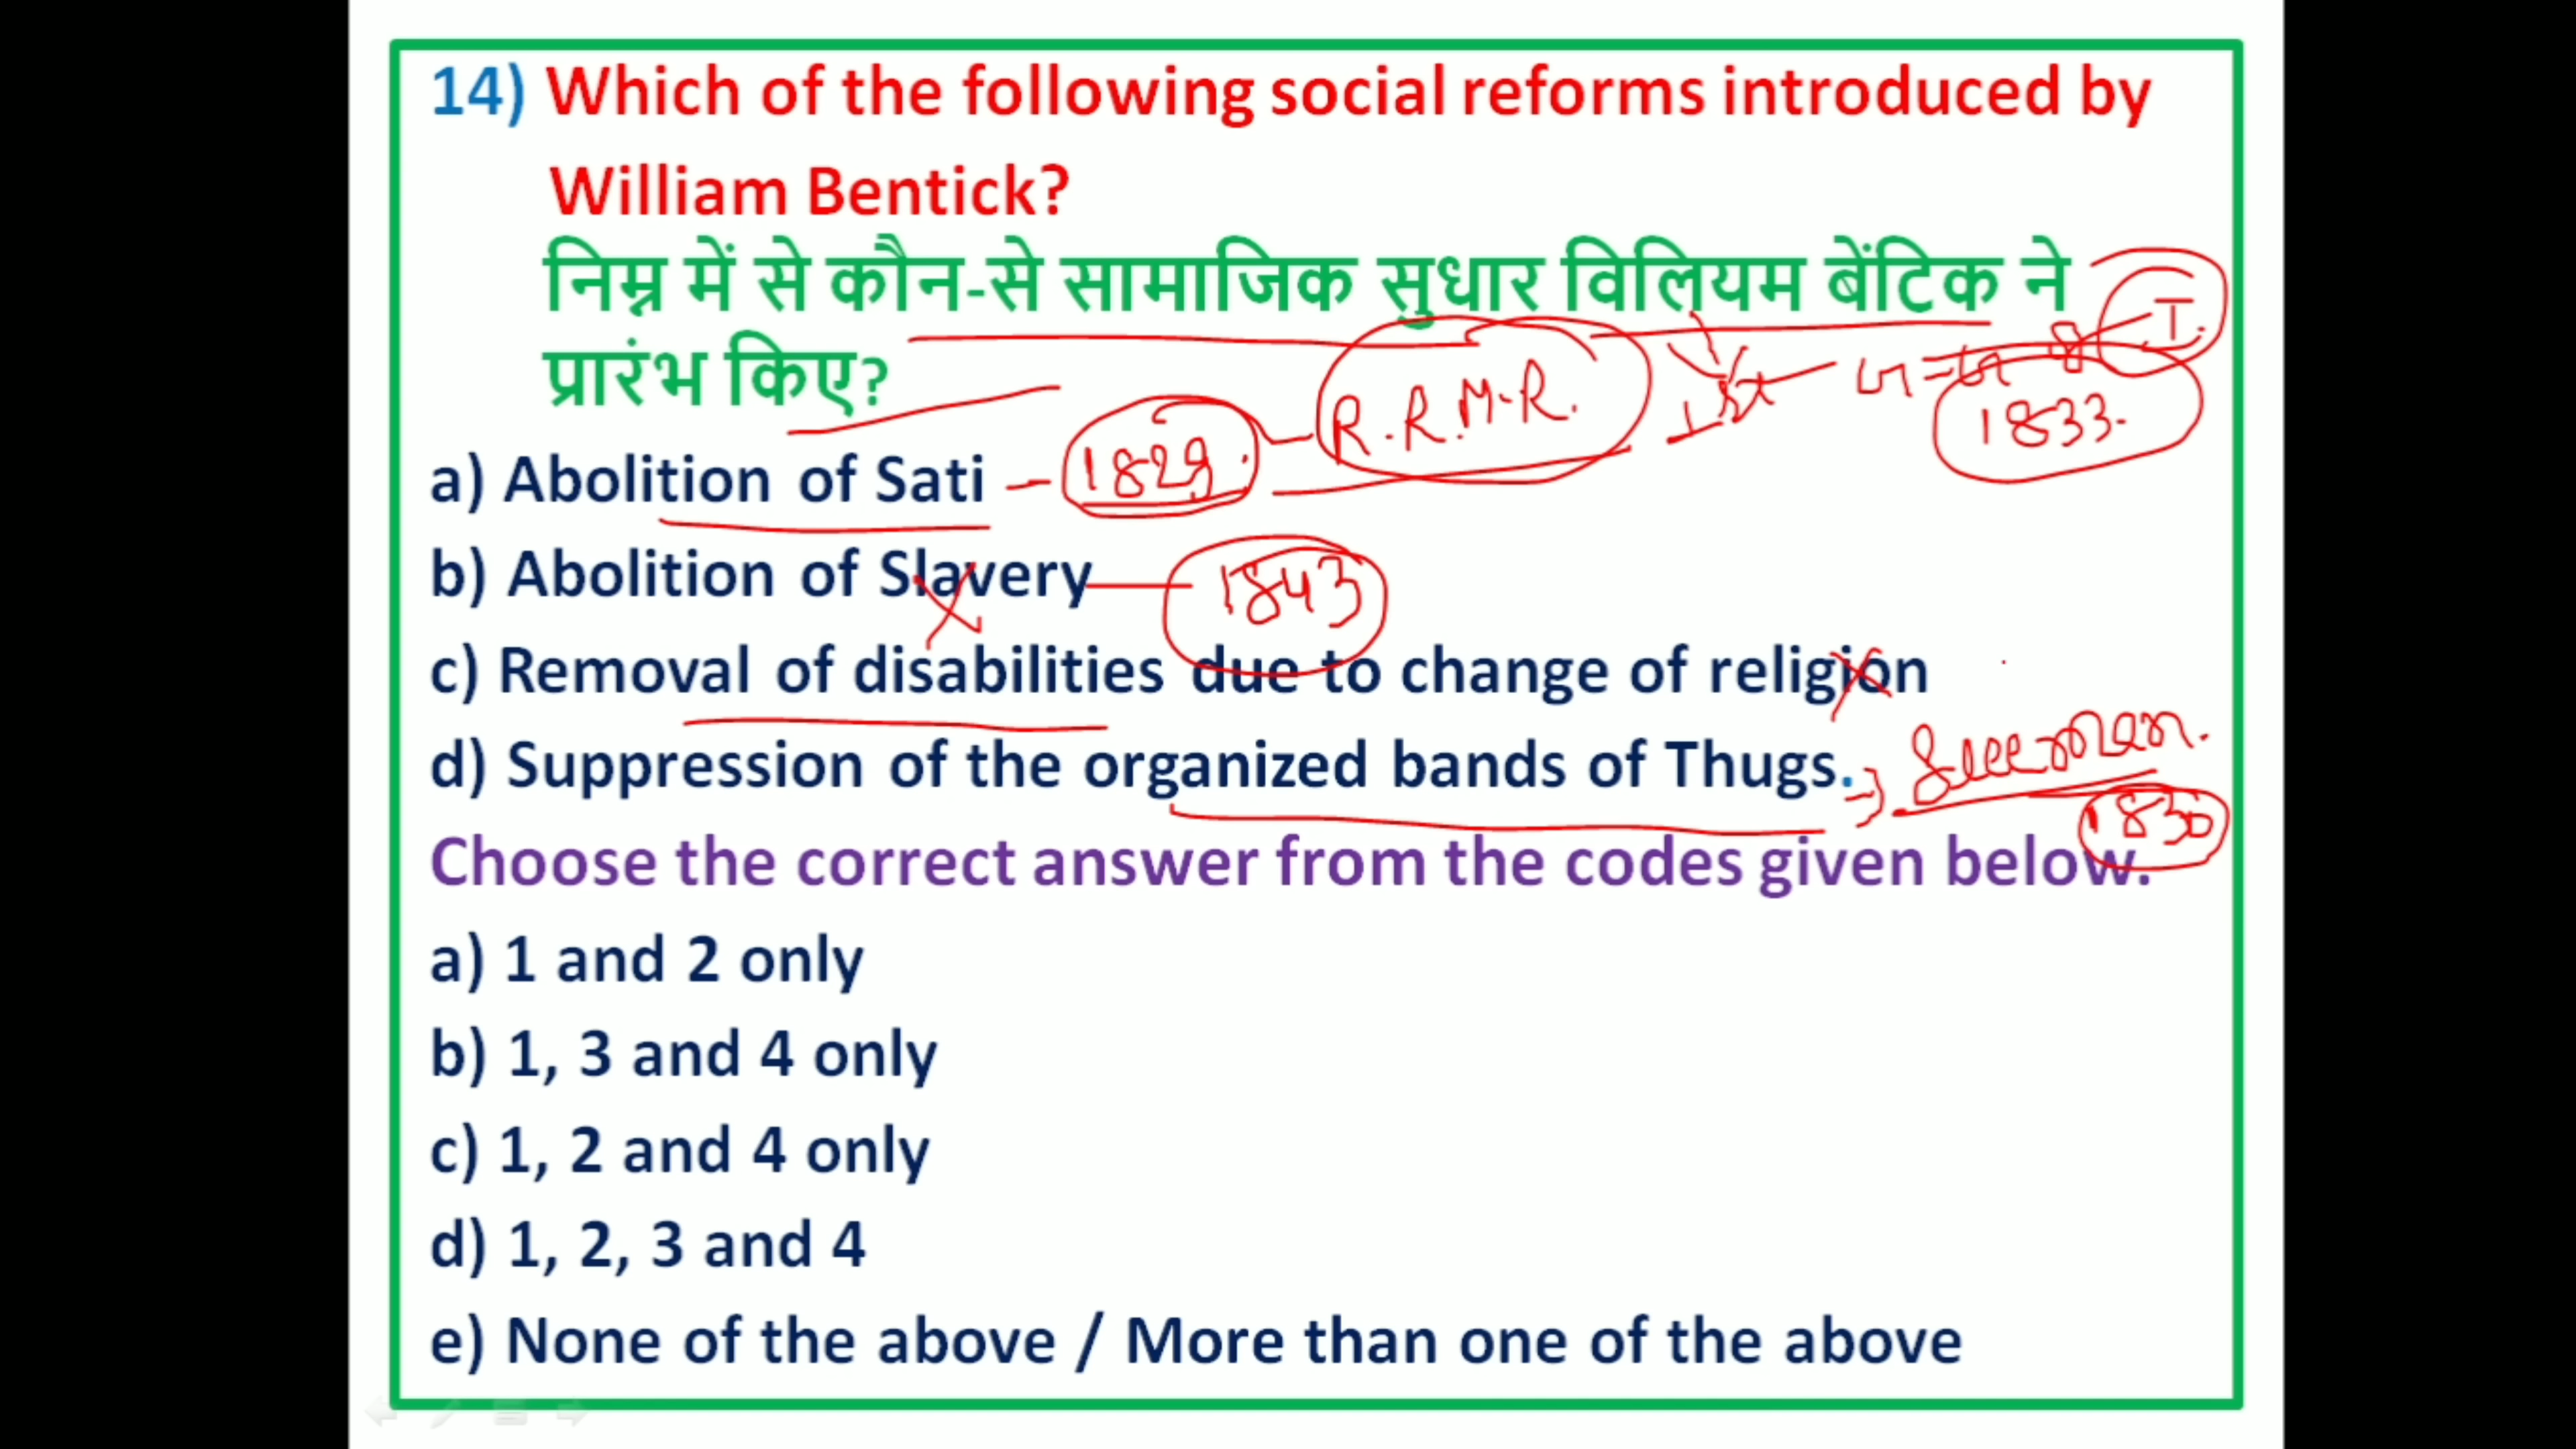 14) Which of the following social reforms introduced by
William Bentick?
निम्न में से कौन-से सामाजिक सुधार विलियम बेंटिक ने
प्रारंभ किए?
T.
R.R.M.R.
1st
1833.
a) Abolition of Sati - 1829.
b) Abolition of Slavery - 1843
c) Removal of disabilities due to change of religion
d) Suppression of the organized bands of Thugs. Sleeman.
1830
Choose the correct answer from the codes given below.
a) 1 and 2 only
b) 1, 3 and 4 only
c) 1, 2 and 4 only
d) 1, 2, 3 and 4
e) None of the above / More than one of the above